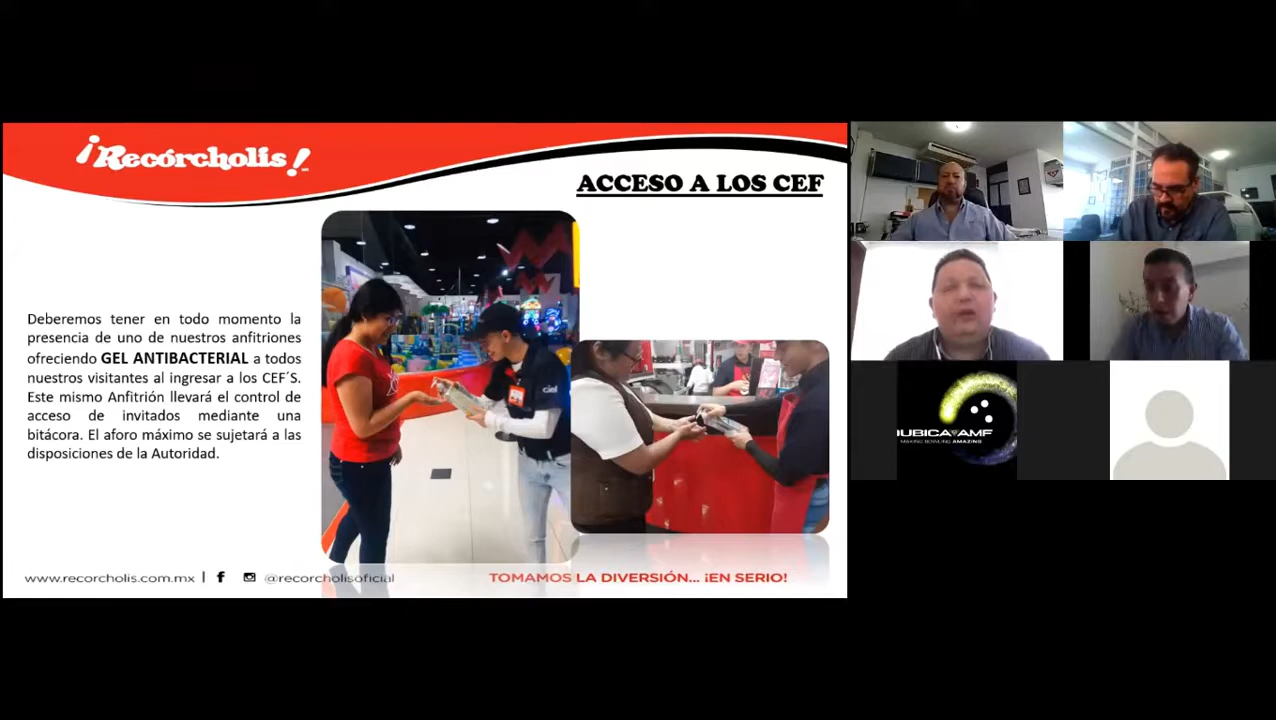 ¡Recórcholis!
ACCESO A LOS CEF
Deberemos tener en todo momento la
presencia de uno de nuestros anfitriones
ofreciendo GEL ANTIBACTERIAL a todos
nuestros visitantes al ingresar a los CEF´S.
Este mismo Anfitrión llevará el control de
acceso de invitados mediante una
bitácora. El aforo máximo se sujetará a las
disposiciones de la Autoridad.
ciel
www.recorcholis.com.mx | f @recorcholisoficial
TOMAMOS LA DIVERSIÓN... ¡EN SERIO!
UBICA AMF
MAKING BOWLING AMAZING